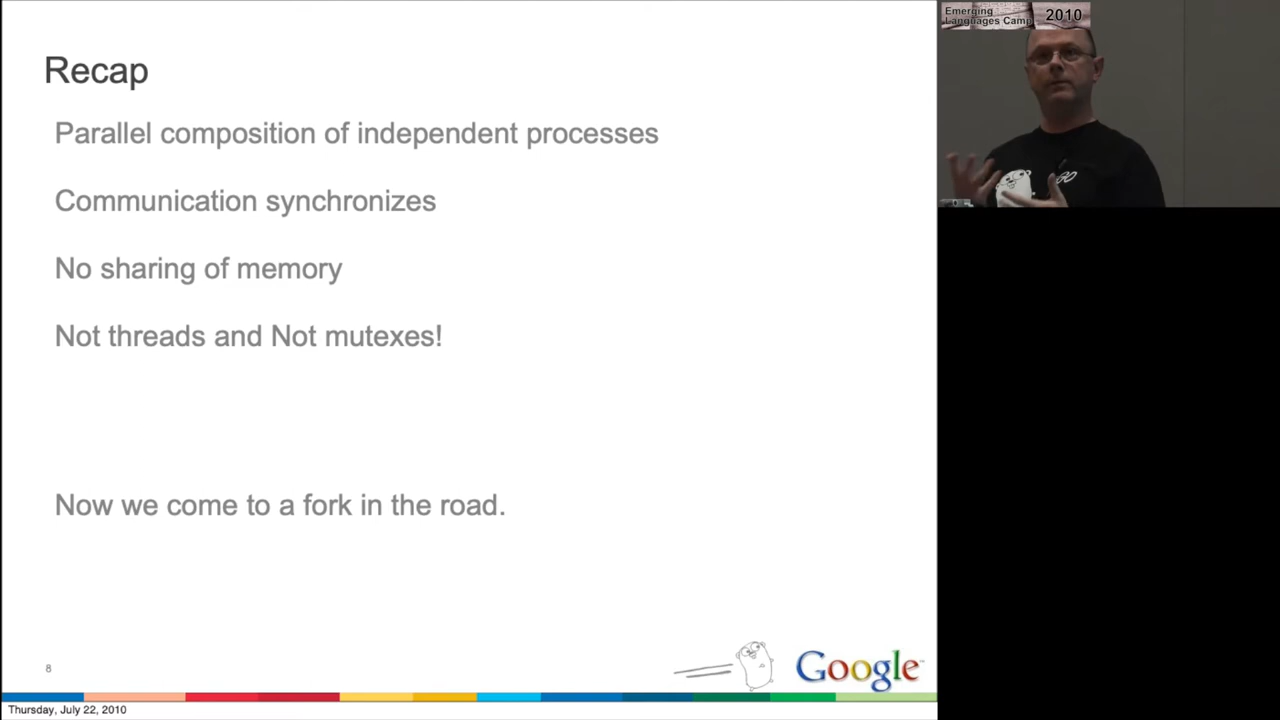 Recap
Parallel composition of independent processes
Communication synchronizes
No sharing of memory
Not threads and Not mutexes!
Now we come to a fork in the road.
8
Google
Thursday, July 22, 2010
Emerging
Languages Camp
2010
GO